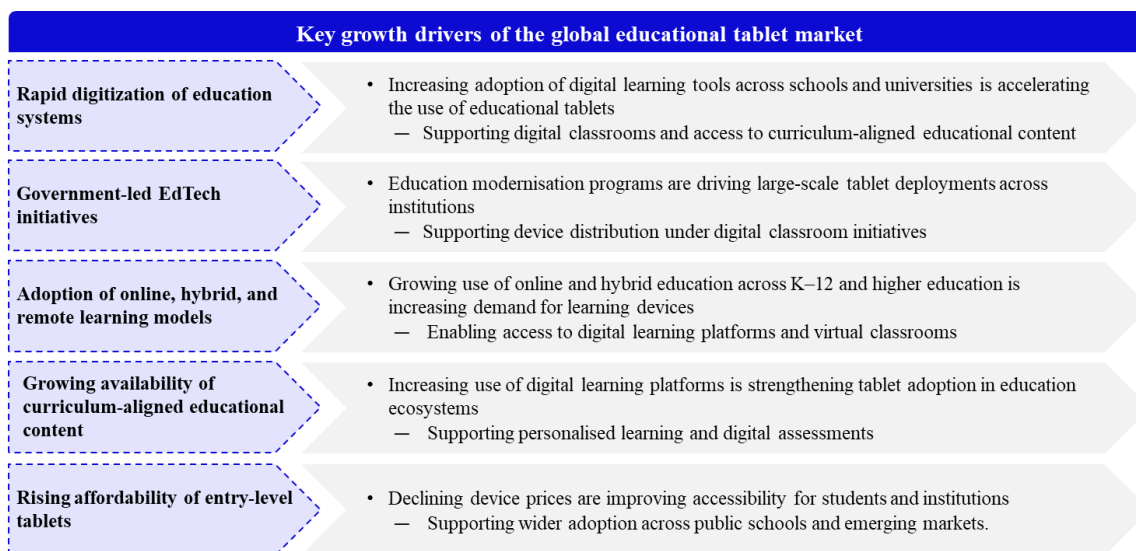 Key growth drivers of the global educational tablet market
Rapid digitization of education
systems
• Increasing adoption of digital learning tools across schools and universities is accelerating
the use of educational tablets
— Supporting digital classrooms and access to curriculum-aligned educational content
Government-led EdTech
initiatives
• Education modernisation programs are driving large-scale tablet deployments across
institutions
— Supporting device distribution under digital classroom initiatives
Adoption of online, hybrid, and
remote learning models
• Growing use of online and hybrid education across K–12 and higher education is
increasing demand for learning devices
— Enabling access to digital learning platforms and virtual classrooms
Growing availability of
curriculum-aligned educational
content
• Increasing use of digital learning platforms is strengthening tablet adoption in education
ecosystems
— Supporting personalised learning and digital assessments
Rising affordability of entry-level
tablets
• Declining device prices are improving accessibility for students and institutions
— Supporting wider adoption across public schools and emerging markets.